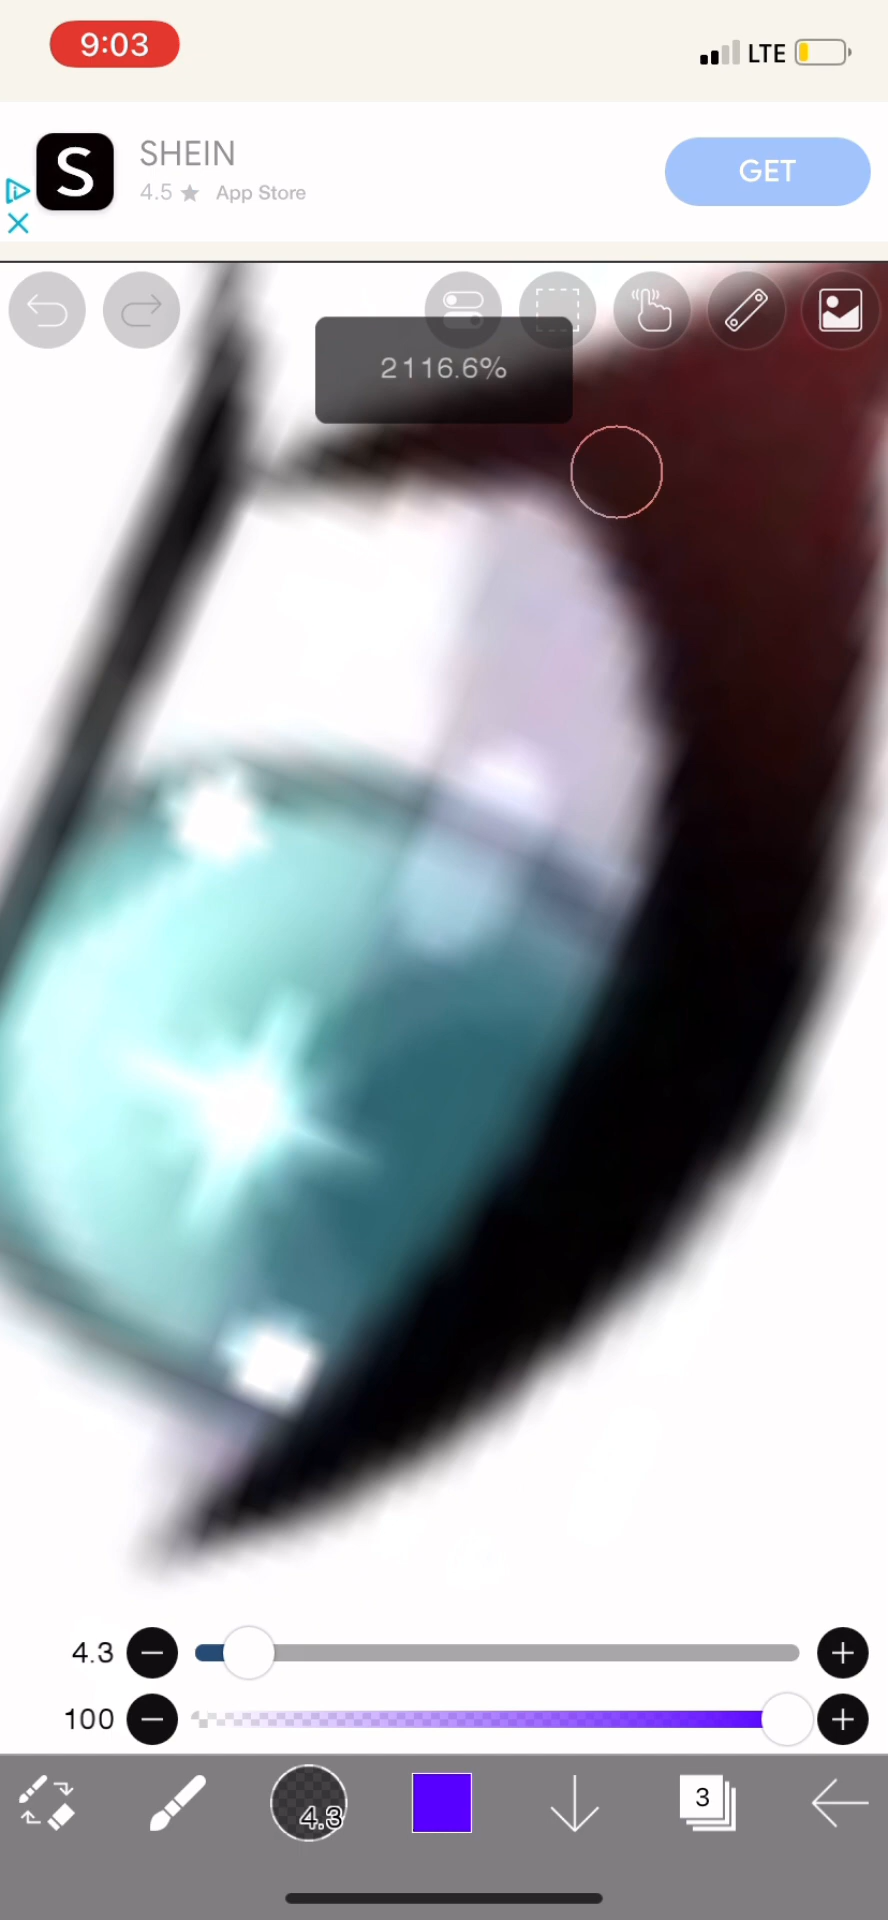 9:03
LTE
S
SHEIN
4.5 ★ App Store
GET
2116.6%
4.3
100
4.3
3